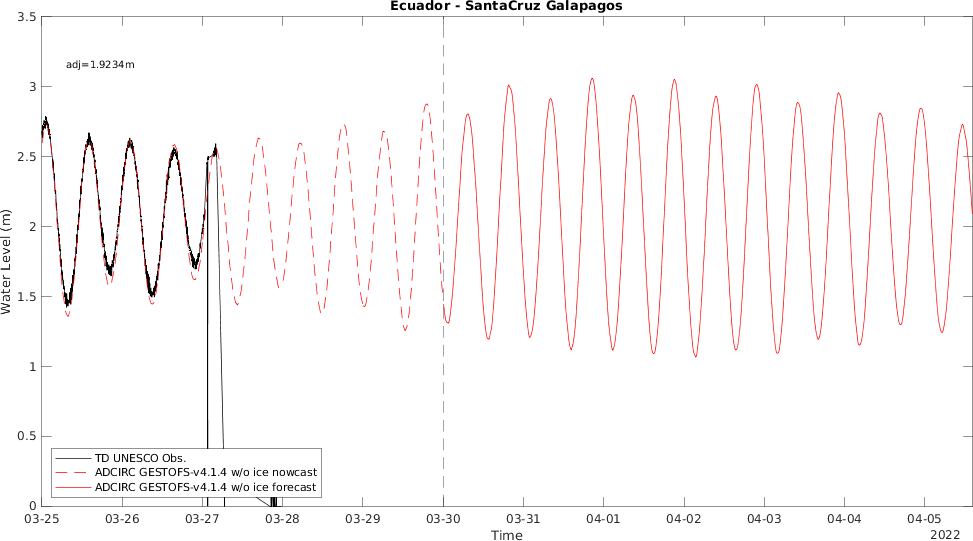 Ecuador - SantaCruz Galapagos
adj=1.9234m
3.5
3
2.5
2
1.5
1
0.5
0
Water Level (m)
TD UNESCO Obs.
ADCIRC GESTOFS-v4.1.4 w/o ice nowcast
ADCIRC GESTOFS-v4.1.4 w/o ice forecast
03-25 03-26 03-27 03-28 03-29 03-30 03-31 04-01 04-02 04-03 04-04 04-05
Time
2022